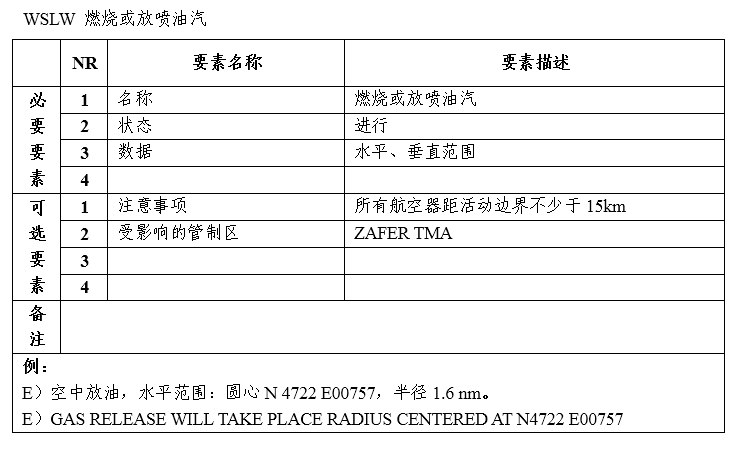 WSLW 燃烧或放喷油汽
NR 要素名称 要素描述
必要要素
1 名称 燃烧或放喷油汽
2 状态 进行
3 数据 水平、垂直范围
4
可选要素
1 注意事项 所有航空器距活动边界不少于15km
2 受影响的管制区 ZAFER TMA
3
4
备注
例：
E）空中放油，水平范围：圆心N 4722 E00757，半径1.6 nm。
E）GAS RELEASE WILL TAKE PLACE RADIUS CENTERED AT N4722 E00757